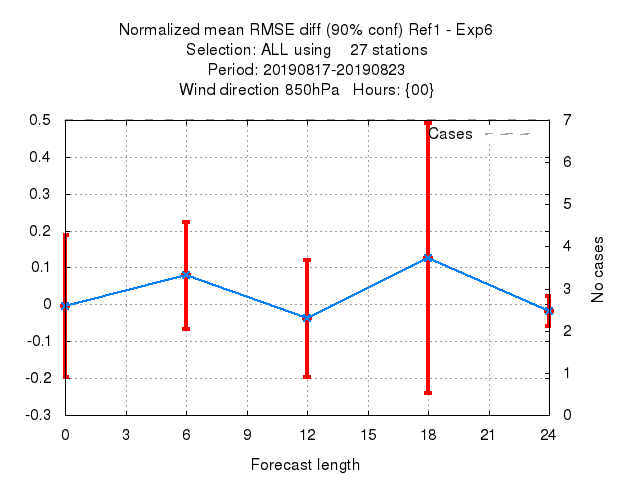 Normalized mean RMSE diff (90% conf) Ref1 - Exp6
Selection: ALL using 27 stations
Period: 20190817-20190823
Wind direction 850hPa Hours: {00}
0.5
0.4
0.3
0.2
0.1
0
-0.1
-0.2
-0.3
Cases
7
6
5
4
3
2
1
0
No cases
0 3 6 9 12 15 18 21 24
Forecast length